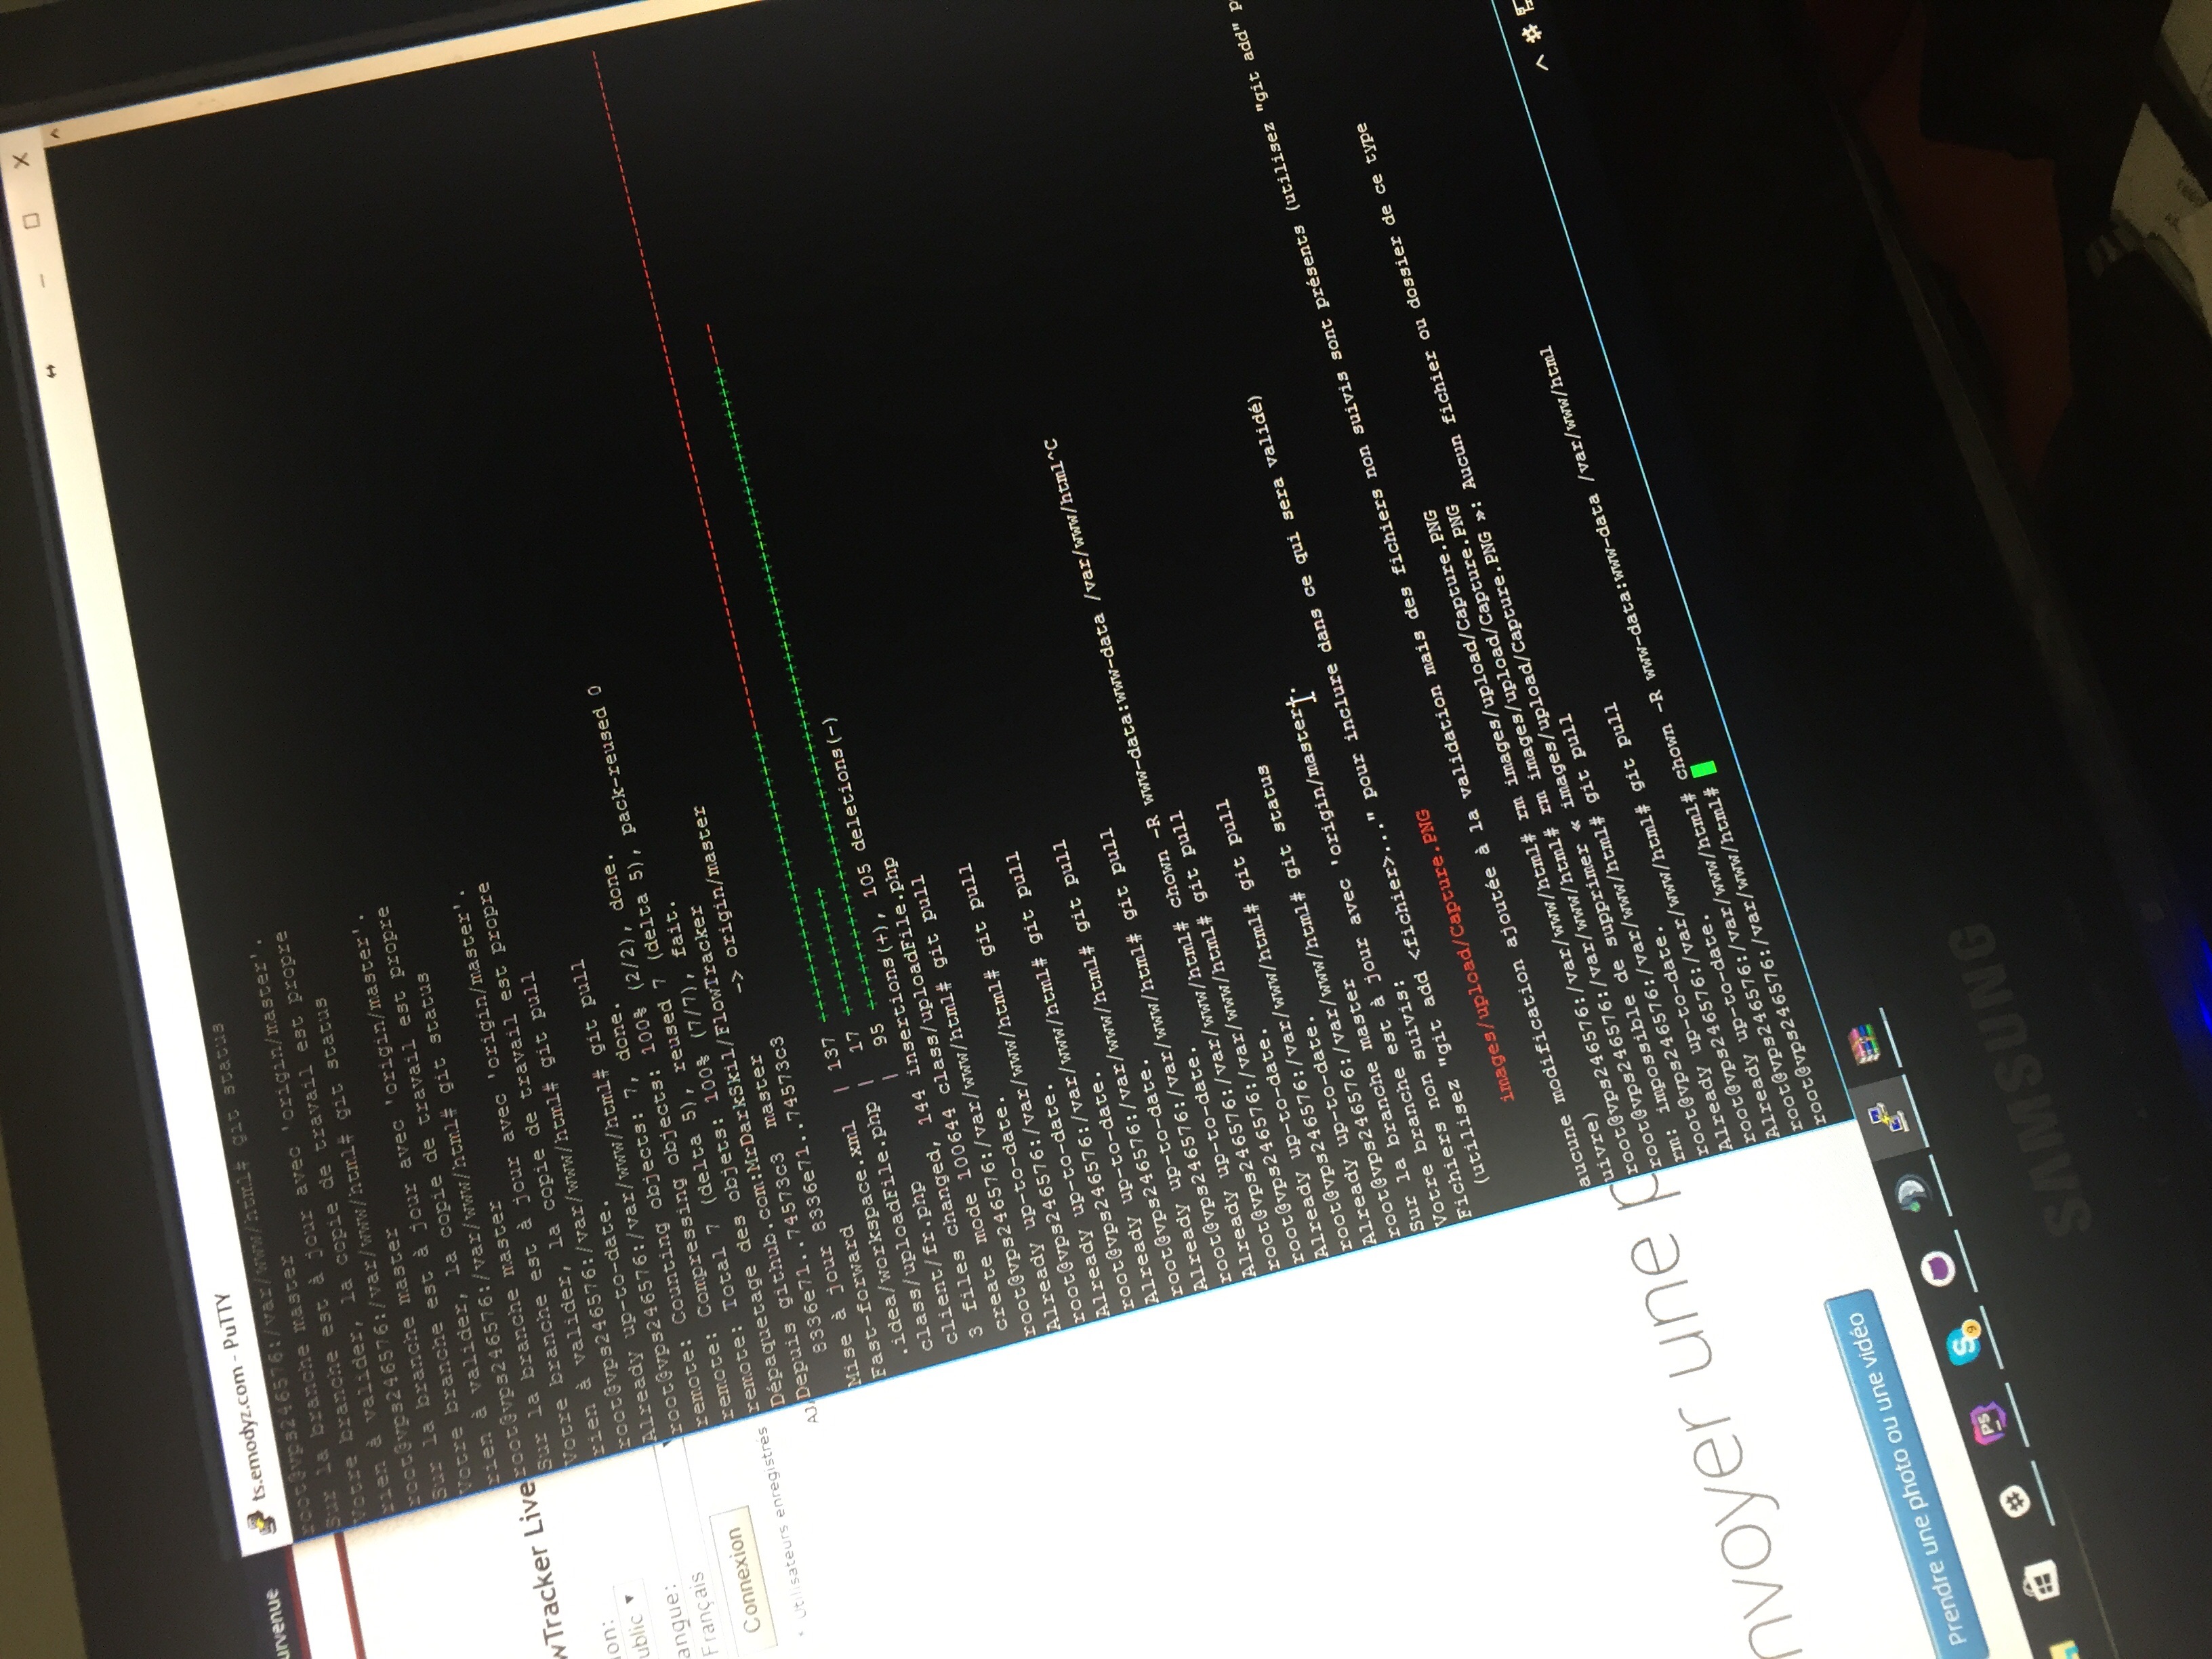 ts.emodyz.com - PuTTY
root@vps246576:/var/www/html# git status
Sur la branche master
Votre branche est à jour avec 'origin/master'.
rien à valider, la copie de travail est propre
root@vps246576:/var/www/html# git status
Sur la branche master
Votre branche est à jour avec 'origin/master'.
rien à valider, la copie de travail est propre
root@vps246576:/var/www/html# git status
Sur la branche master
Votre branche est à jour avec 'origin/master'.
rien à valider, la copie de travail est propre
root@vps246576:/var/www/html# git pull
Already up-to-date.
root@vps246576:/var/www/html# git pull
remote: Counting objects: 7, done.
remote: Compressing objects: 100% (2/2), done.
remote: Total 7 (delta 5), reused 7 (delta 5), pack-reused 0
Dépaquetage des objets: 100% (7/7), fait.
Depuis github.com:MrDarkSkil/FlowTracker
8336e71..74573c3 master -> origin/master
Mise à jour 8336e71..74573c3
Fast-forward
.idea/workspace.xml | 137
class/uploadFile.php | 17
client/fr.php | 95
3 files changed, 144 insertions(+), 105 deletions(-)
create mode 100644 class/uploadFile.php
root@vps246576:/var/www/html# git pull
Already up-to-date.
root@vps246576:/var/www/html# git pull
Already up-to-date.
root@vps246576:/var/www/html# git pull
Already up-to-date.
root@vps246576:/var/www/html# git pull
Already up-to-date.
root@vps246576:/var/www/html# git pull
Already up-to-date.
root@vps246576:/var/www/html# chown -R www-data:www-data /var/www/html^C
root@vps246576:/var/www/html# git pull
Already up-to-date.
root@vps246576:/var/www/html# git pull
Already up-to-date.
root@vps246576:/var/www/html# git status
Sur la branche master
Votre branche est à jour avec 'origin/master'.
Fichiers non suivis:
(utilisez "git add <fichier>..." pour inclure dans ce qui sera validé)
images/upload/Capture.PNG
aucune modification ajoutée à la validation mais des fichiers non suivis sont présents (utilisez "git add" p
uivre)
root@vps246576:/var/www/html# rm images/upload/Capture.PNG
root@vps246576:/var/www/html# rm images/upload/Capture.PNG
rm: impossible de supprimer « images/upload/Capture.PNG »: Aucun fichier ou dossier de ce type
root@vps246576:/var/www/html# git pull
Already up-to-date.
root@vps246576:/var/www/html# git pull
Already up-to-date.
root@vps246576:/var/www/html# chown -R www-data:www-data /var/www/html
root@vps246576:/var/www/html#
urvenue
wTracker Live
ion:
ublic
angue:
Français
Connexion
* Utilisateurs enregistrés
AJ
nvoyer une p
Prendre une photo ou une vidéo
PS
S
9
SAMSUNG